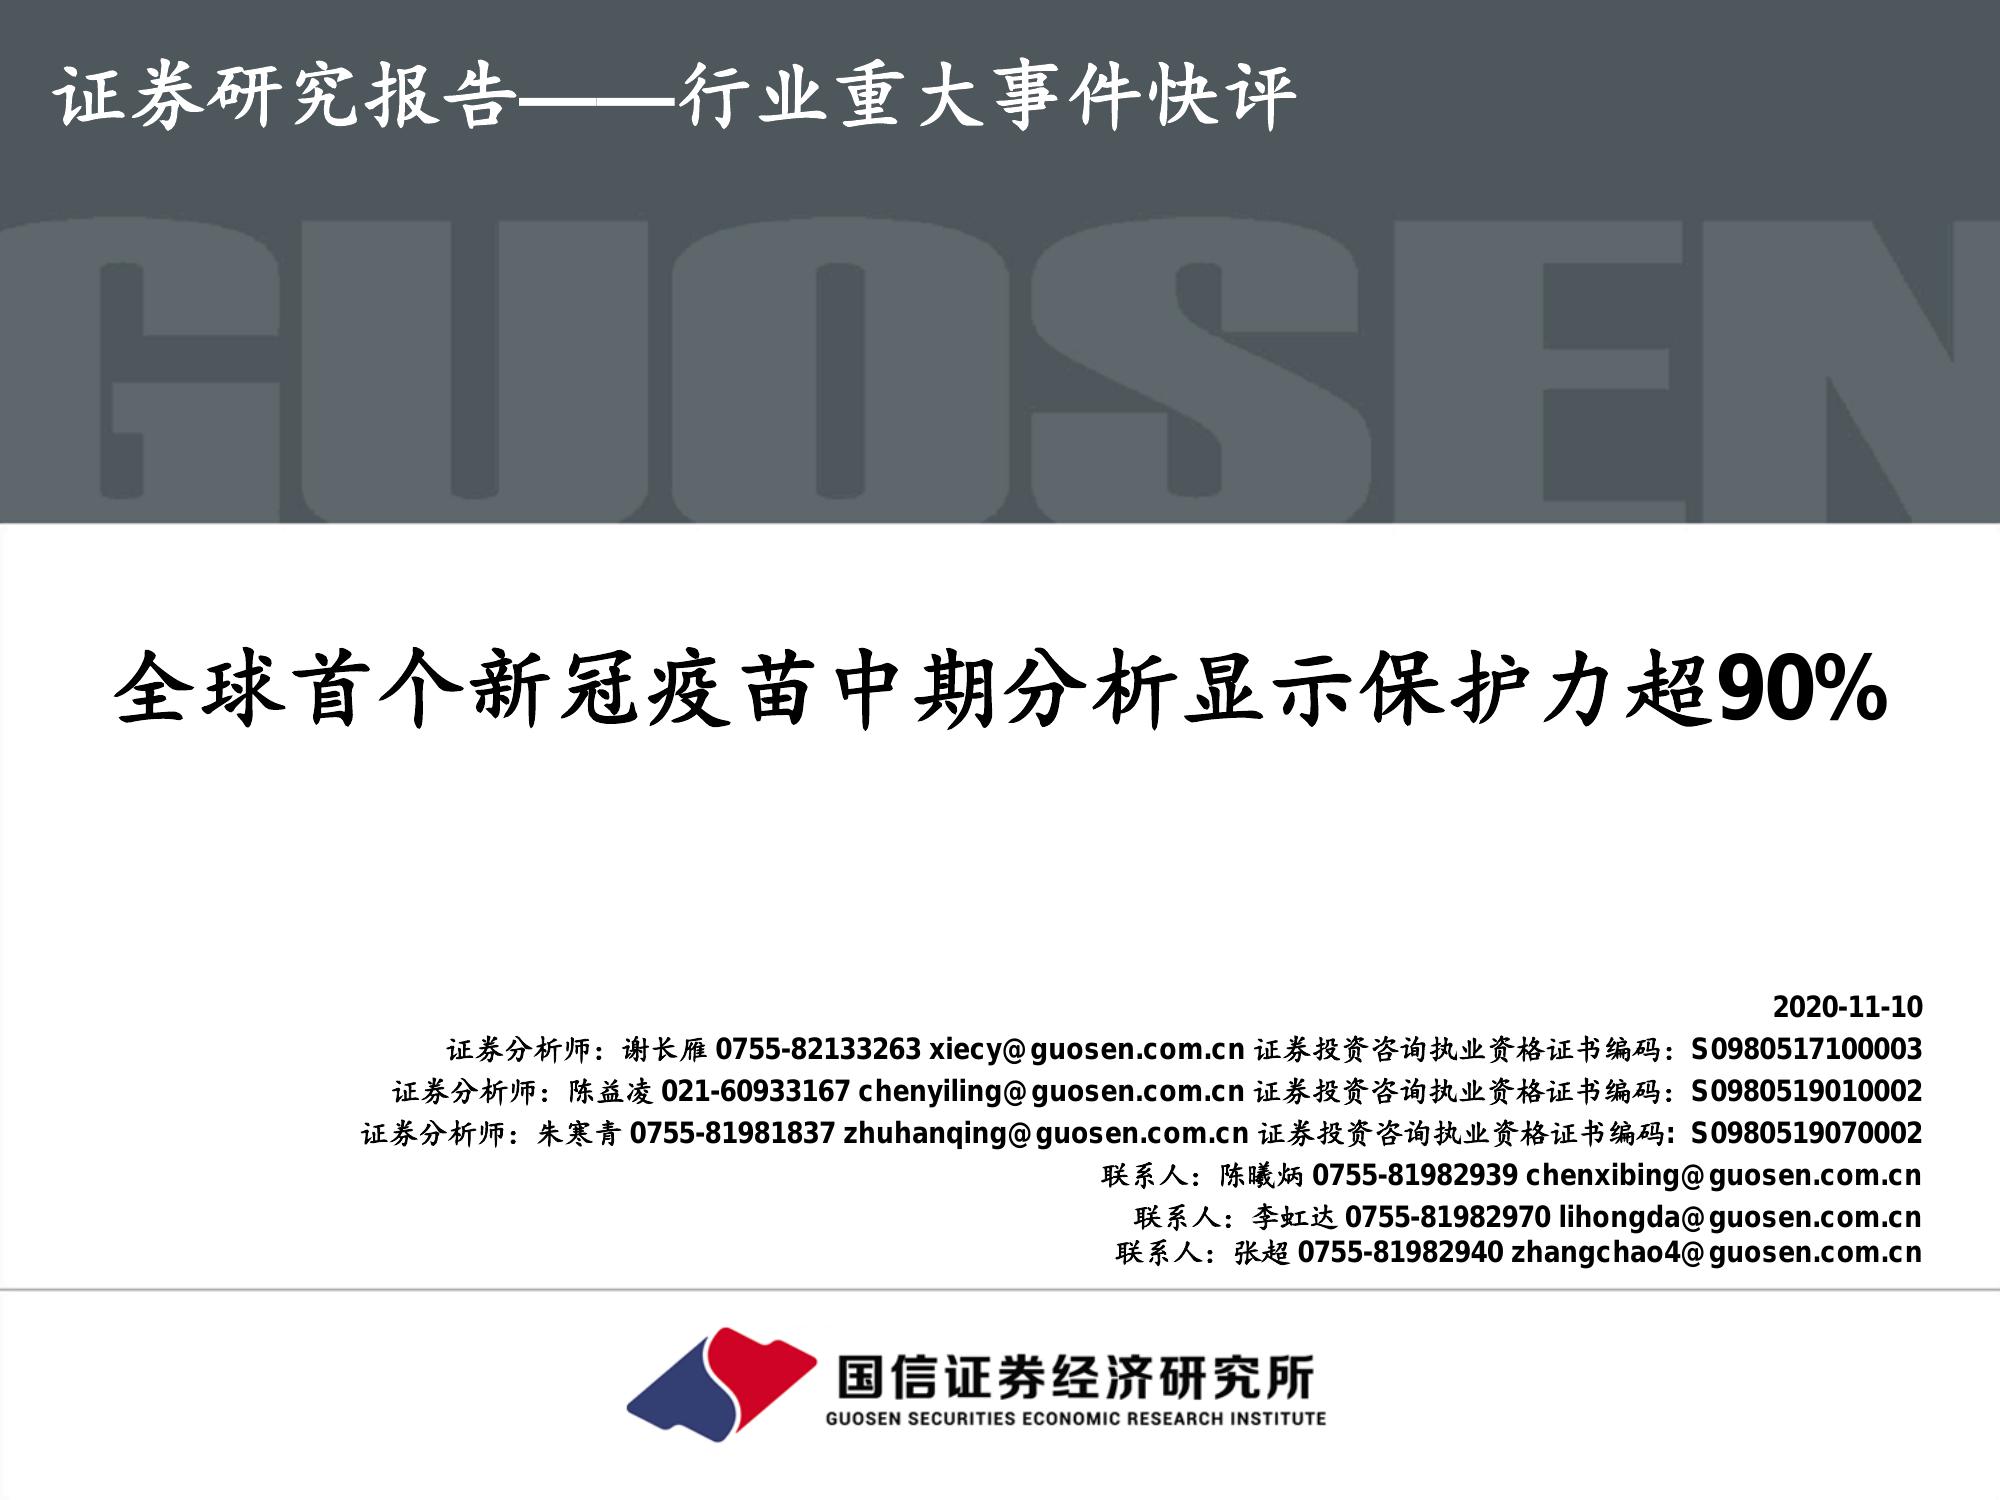 证券研究报告——行业重大事件快评
GUOSEN
全球首个新冠疫苗中期分析显示保护力超90%
2020-11-10
证券分析师：谢长雁 0755-82133263 xiecy@guosen.com.cn 证券投资咨询执业资格证书编码：S0980517100003
证券分析师：陈益凌 021-60933167 chenyiling@guosen.com.cn 证券投资咨询执业资格证书编码：S0980519010002
证券分析师：朱寒青 0755-81981837 zhuhanqing@guosen.com.cn 证券投资咨询执业资格证书编码: S0980519070002
联系人：陈曦炳 0755-81982939 chenxibing@guosen.com.cn
联系人：李虹达 0755-81982970 lihongda@guosen.com.cn
联系人：张超 0755-81982940 zhangchao4@guosen.com.cn
国信证券经济研究所
GUOSEN SECURITIES ECONOMIC RESEARCH INSTITUTE